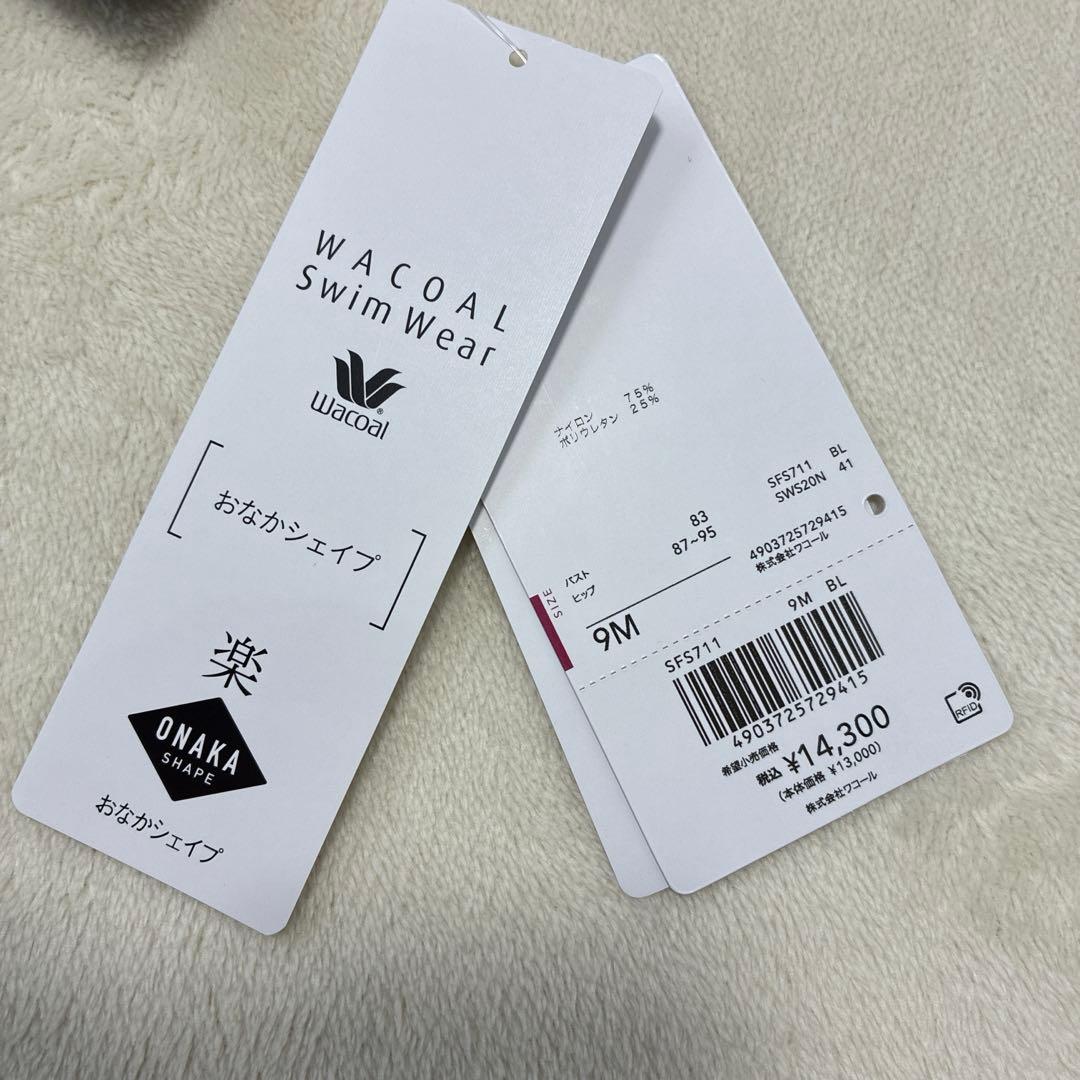 WACOAL
Swim Wear
wacoal®
おなかシェイプ
楽
ONAKA
SHAPE
おなかシェイプ
ナイロン 75%
ポリウレタン 25%
SFS711 BL
SWS20N 41
4903725729415
株式会社ワコール
バスト 83
ヒップ 87~95
SIZE
9M
SFS711 9M BL
4903725729415
希望小売価格
税込 ¥14,300
(本体価格 ¥13,000)
株式会社ワコール
RFID